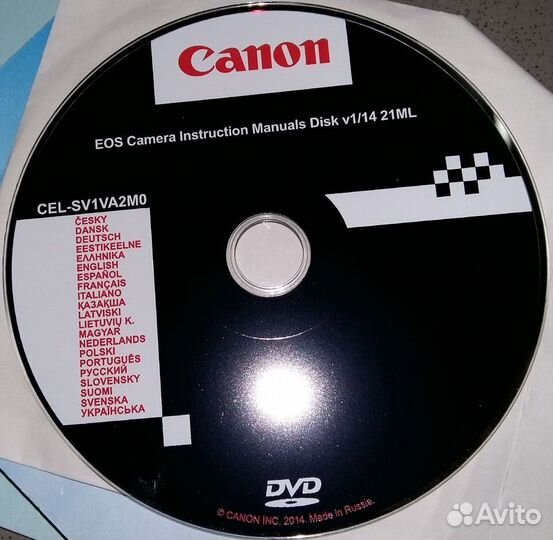 Canon
EOS Camera Instruction Manuals Disk v1/14 21ML
CEL-SV1VA2M0
ČESKY
DANSK
DEUTSCH
EESTIKEELNE
ΕΛΛΗΝΙΚΑ
ENGLISH
ESPAÑOL
FRANÇAIS
ITALIANO
ҚАЗАҚША
LATVISKI
LIETUVIŲ K.
MAGYAR
NEDERLANDS
POLSKI
PORTUGUÊS
РУССКИЙ
SLOVENSKY
SUOMI
SVENSKA
УКРАЇНСЬКА
DVD
© CANON INC. 2014. Made in Russia.
Avito